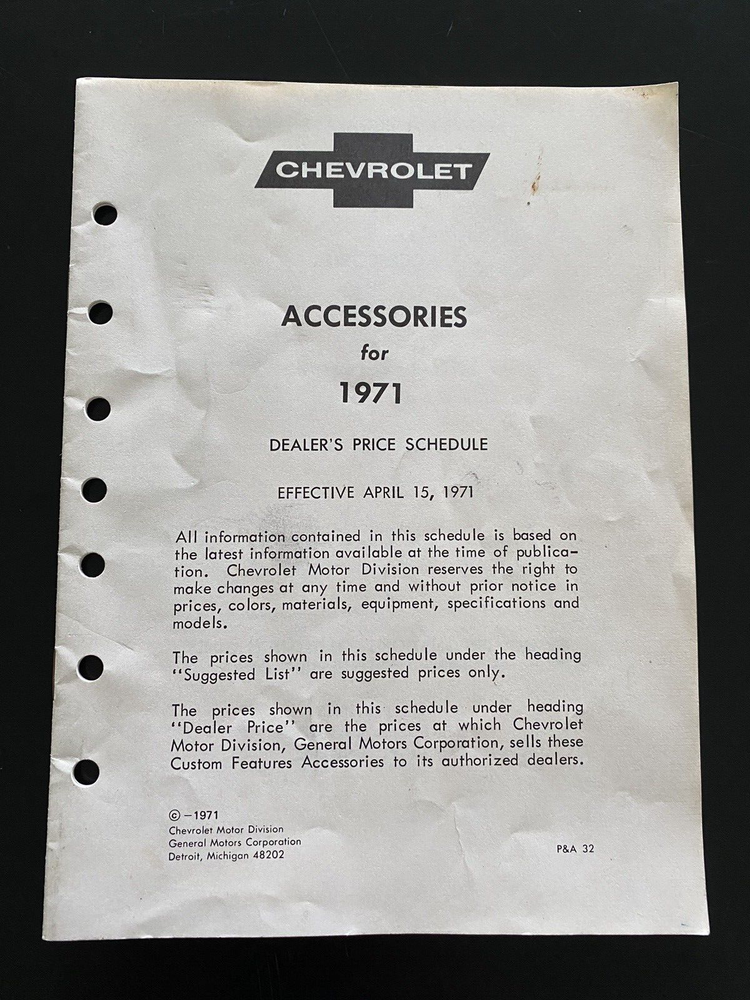 CHEVROLET
ACCESSORIES
for
1971
DEALER'S PRICE SCHEDULE
EFFECTIVE APRIL 15, 1971
All information contained in this schedule is based on
the latest information available at the time of publica-
tion. Chevrolet Motor Division reserves the right to
make changes at any time and without prior notice in
prices, colors, materials, equipment, specifications and
models.
The prices shown in this schedule under the heading
"Suggested List" are suggested prices only.
The prices shown in this schedule under heading
"Dealer Price" are the prices at which Chevrolet
Motor Division, General Motors Corporation, sells these
Custom Features Accessories to its authorized dealers.
© -1971
Chevrolet Motor Division
General Motors Corporation
Detroit, Michigan 48202
P&A 32